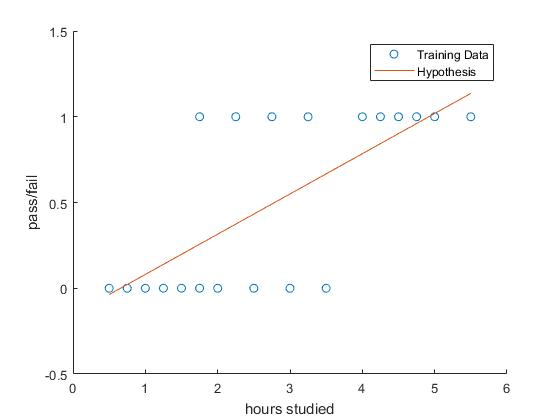 1.5
Training Data
Hypothesis
1
0.5
0
-0.5
pass/fail
0 1 2 3 4 5 6
hours studied